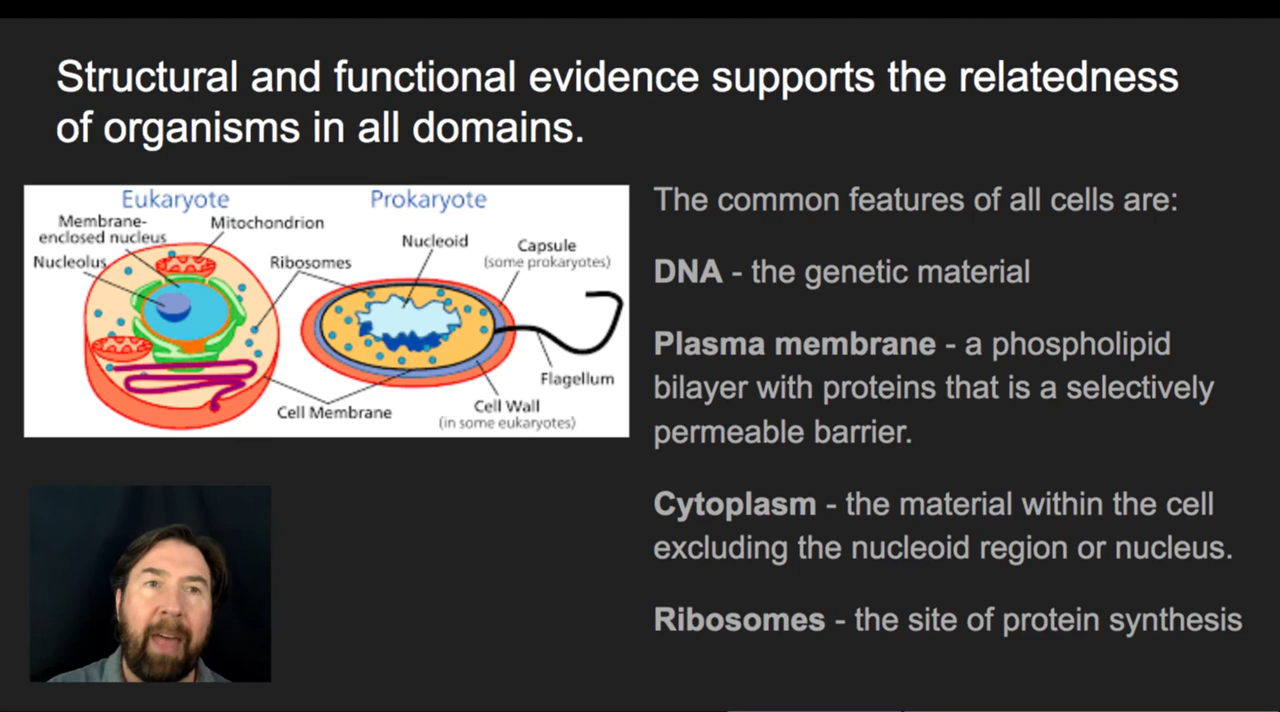 Structural and functional evidence supports the relatedness
of organisms in all domains.
Eukaryote
Prokaryote
Membrane-
enclosed nucleus
Mitochondrion
Nucleolus
Ribosomes
Nucleoid
Capsule
(some prokaryotes)
Flagellum
Cell Membrane
Cell Wall
(in some eukaryotes)
The common features of all cells are:
DNA - the genetic material
Plasma membrane - a phospholipid
bilayer with proteins that is a selectively
permeable barrier.
Cytoplasm - the material within the cell
excluding the nucleoid region or nucleus.
Ribosomes - the site of protein synthesis